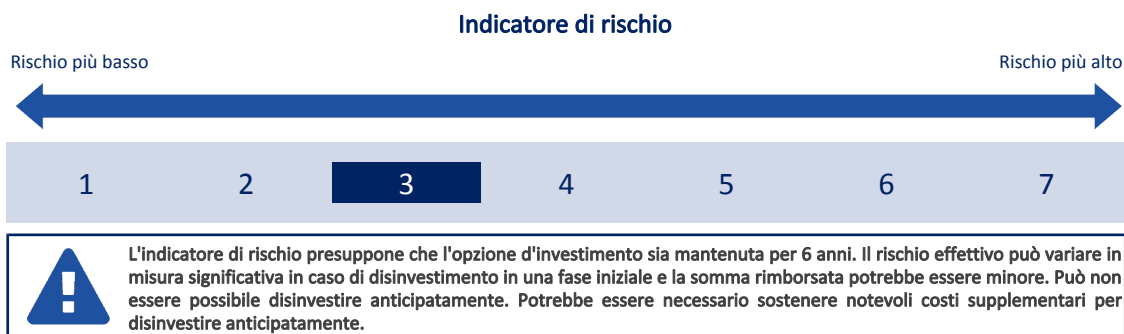 Indicatore di rischio
Rischio più basso
Rischio più alto
1 2 3 4 5 6 7
L'indicatore di rischio presuppone che l'opzione d'investimento sia mantenuta per 6 anni. Il rischio effettivo può variare in
misura significativa in caso di disinvestimento in una fase iniziale e la somma rimborsata potrebbe essere minore. Può non
essere possibile disinvestire anticipatamente. Potrebbe essere necessario sostenere notevoli costi supplementari per
disinvestire anticipatamente.